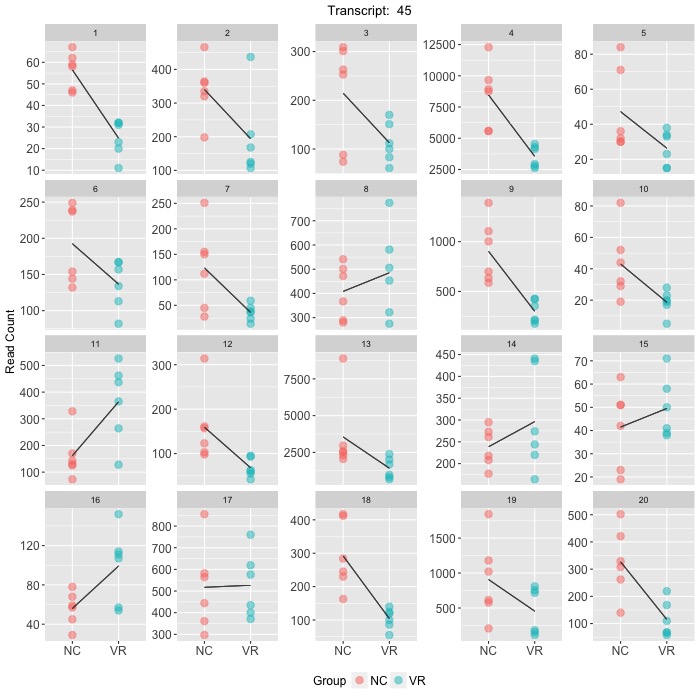 Transcript: 45
1 2 3 4 5
60 50 40 30 20 10
400 300 200 100
300 200 100
12500 10000 7500 5000 2500
80 60 40 20
6 7 8 9 10
250 200 150 100
250 200 150 100 50
700 600 500 400 300
1000 500
80 60 40 20
Read Count
11 12 13 14 15
500 400 300 200 100
300 200 100
7500 5000 2500
450 400 350 300 250 200
70 60 50 40 30 20
16 17 18 19 20
120 80 40
800 700 600 500 400 300
400 300 200 100
1500 1000 500
500 400 300 200 100
NC VR NC VR NC VR NC VR NC VR
Group NC VR